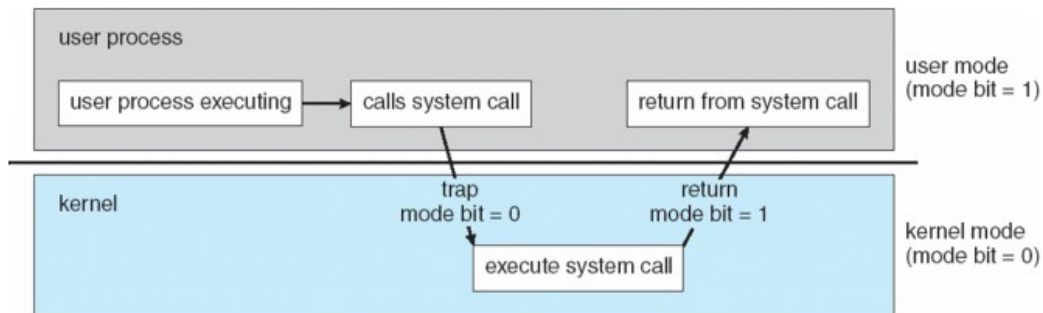 user process
user process executing
calls system call
return from system call
user mode
(mode bit = 1)
kernel
trap
mode bit = 0
return
mode bit = 1
execute system call
kernel mode
(mode bit = 0)